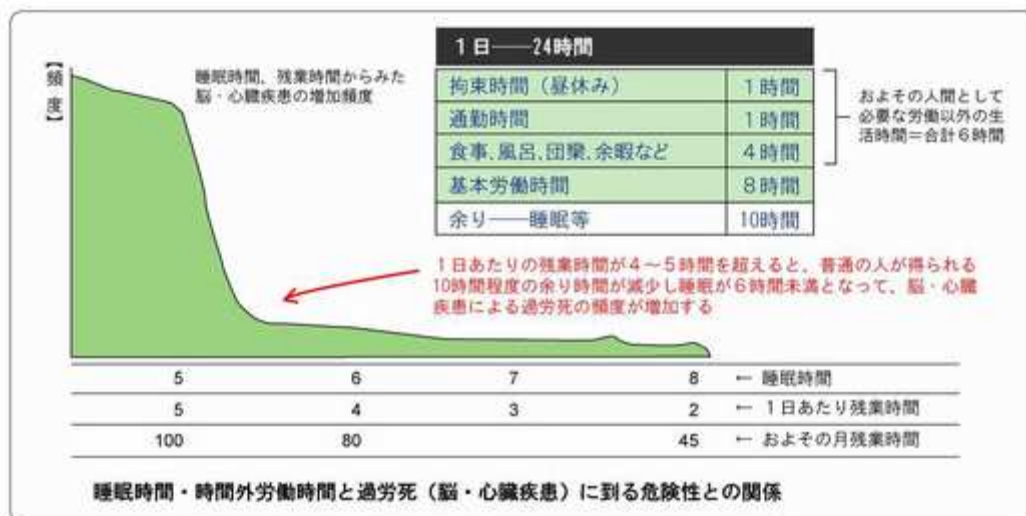 【頻度】
睡眠時間、残業時間からみた
脳・心臓疾患の増加頻度
1日――24時間
拘束時間（昼休み） 1時間
通勤時間 1時間
食事、風呂、団欒、余暇など 4時間
基本労働時間 8時間
余り――睡眠等 10時間
およその人間として
必要な労働以外の生
活時間＝合計6時間
1日あたりの残業時間が4～5時間を超えると、普通の人が得られる
10時間程度の余り時間が減少し睡眠が6時間未満となって、脳・心臓
疾患による過労死の頻度が増加する
5 6 7 8 ← 睡眠時間
5 4 3 2 ← 1日あたり残業時間
100 80 45 ← およその月残業時間
睡眠時間・時間外労働時間と過労死（脳・心臓疾患）に到る危険性との関係